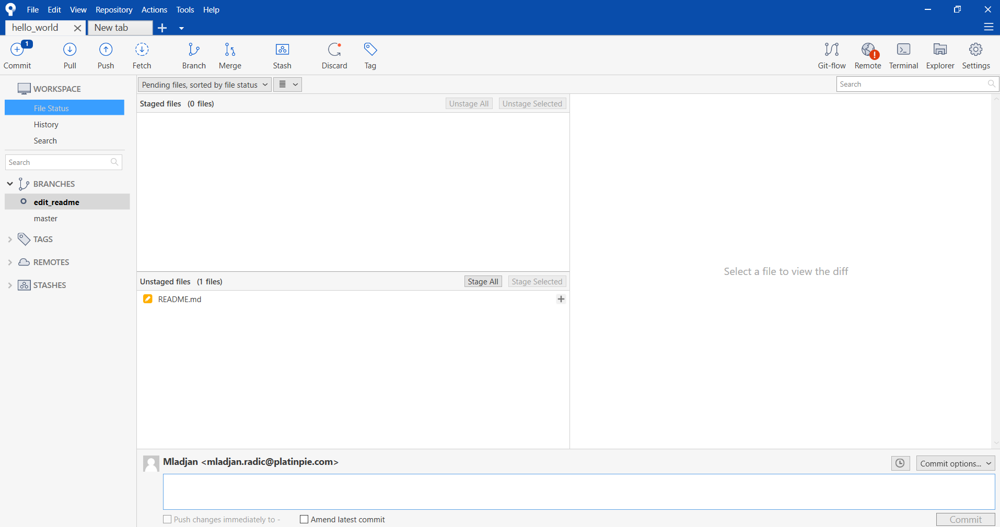 File Edit View Repository Actions Tools Help
hello_world New tab
1
Commit Pull Push Fetch Branch Merge Stash Discard Tag Git-flow Remote Terminal Explorer Settings
WORKSPACE
File Status
History
Search
Search
BRANCHES
edit_readme
master
TAGS
REMOTES
STASHES
Pending files, sorted by file status
Search
Staged files (0 files) Unstage All Unstage Selected
Unstaged files (1 files) Stage All Stage Selected
README.md
Select a file to view the diff
Mladjan <mladjan.radic@platinpie.com>
Commit options...
Push changes immediately to - Amend latest commit
Commit